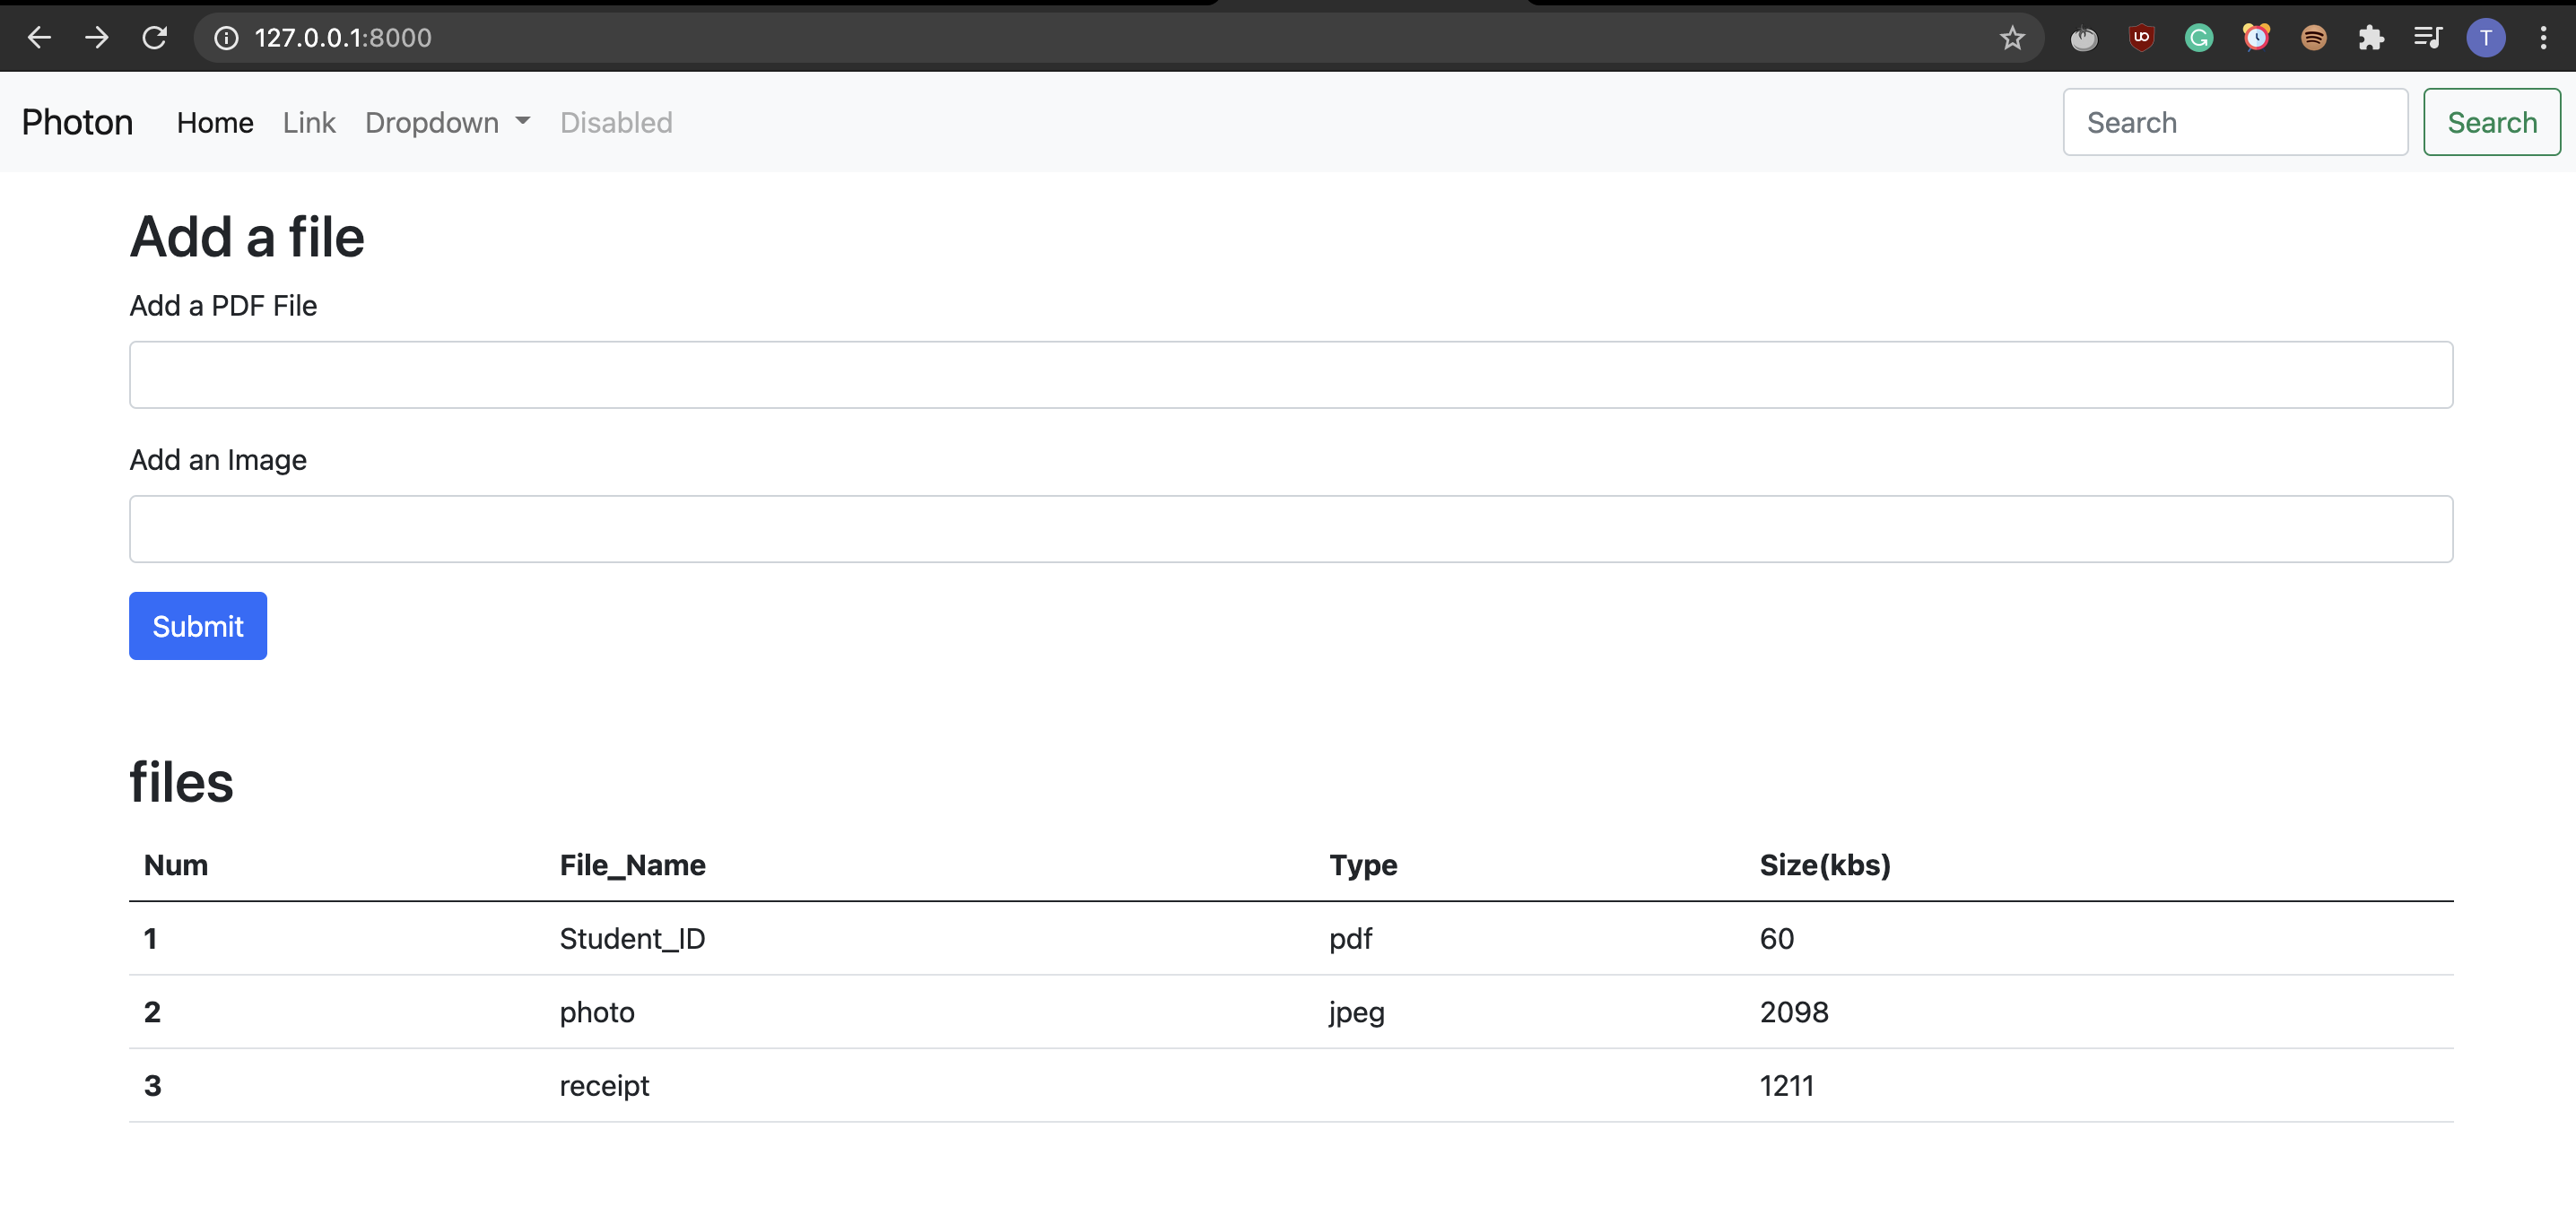 127.0.0.1:8000
T
Photon Home Link Dropdown Disabled Search Search
Add a file
Add a PDF File
Add an Image
Submit
files
Num File_Name Type Size(kbs)
1 Student_ID pdf 60
2 photo jpeg 2098
3 receipt 1211